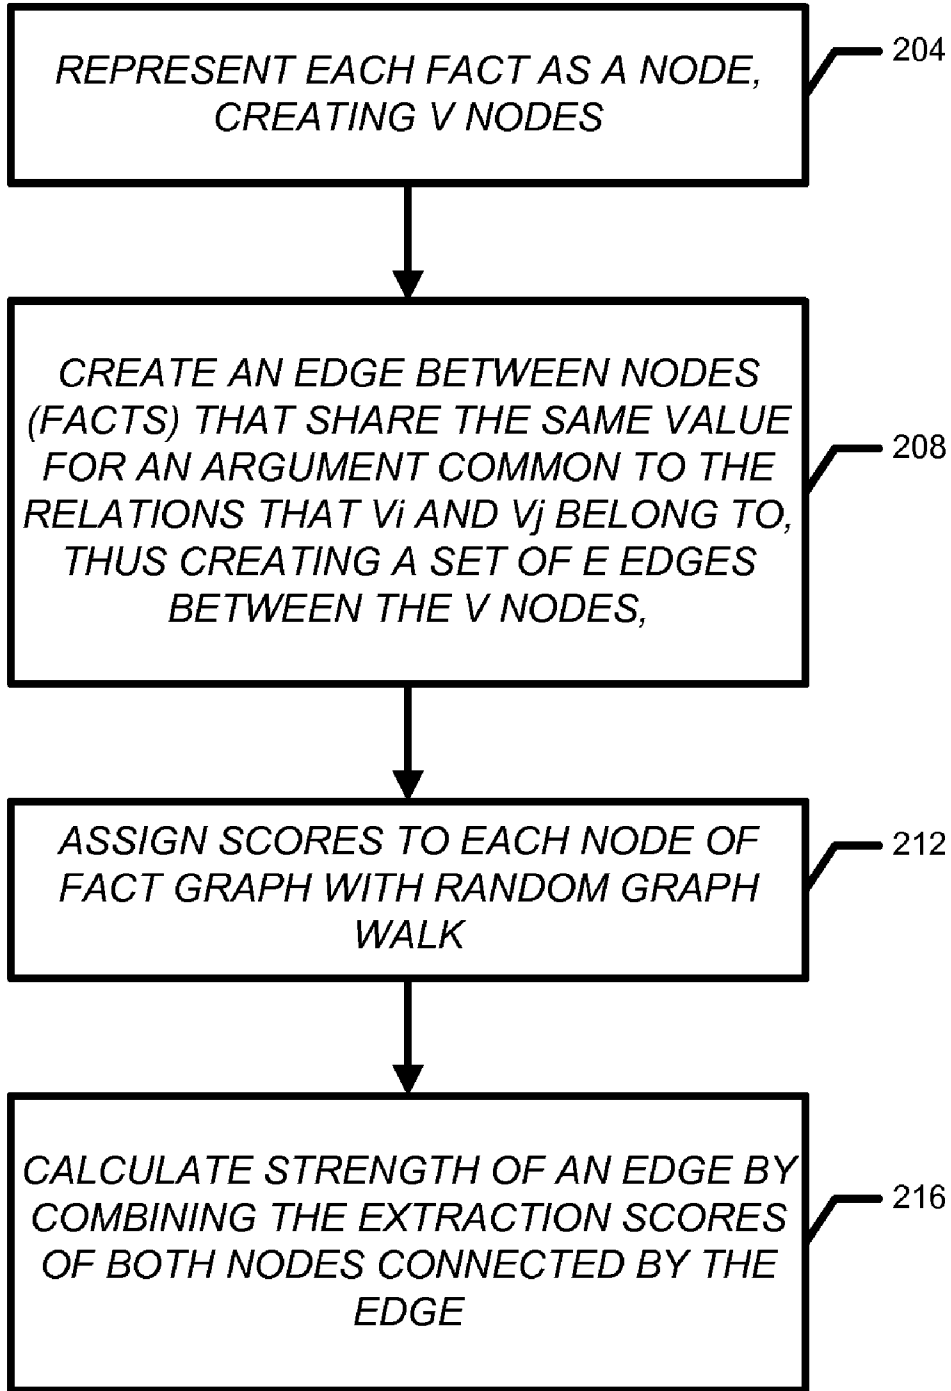 REPRESENT EACH FACT AS A NODE,
CREATING V NODES
204
CREATE AN EDGE BETWEEN NODES
(FACTS) THAT SHARE THE SAME VALUE
FOR AN ARGUMENT COMMON TO THE
RELATIONS THAT Vi AND Vj BELONG TO,
THUS CREATING A SET OF E EDGES
BETWEEN THE V NODES,
208
ASSIGN SCORES TO EACH NODE OF
FACT GRAPH WITH RANDOM GRAPH
WALK
212
CALCULATE STRENGTH OF AN EDGE BY
COMBINING THE EXTRACTION SCORES
OF BOTH NODES CONNECTED BY THE
EDGE
216